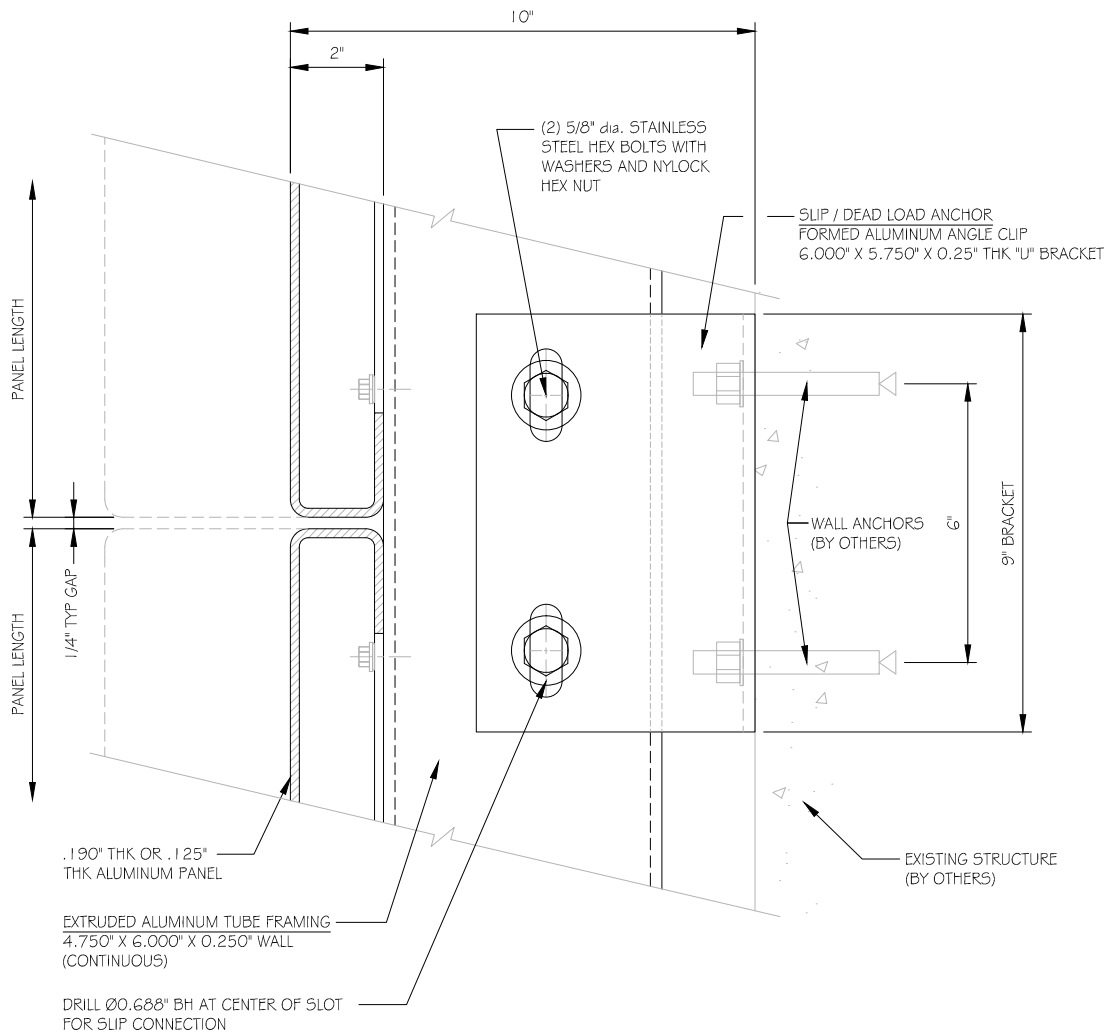 10"
2"
(2) 5/8" dia. STAINLESS
STEEL HEX BOLTS WITH
WASHERS AND NYLOCK
HEX NUT
SLIP / DEAD LOAD ANCHOR
FORMED ALUMINUM ANGLE CLIP
6.000" X 5.750" X 0.25" THK "U" BRACKET
PANEL LENGTH
1/4" TYP GAP
PANEL LENGTH
WALL ANCHORS
(BY OTHERS)
6"
9" BRACKET
.190" THK OR .125"
THK ALUMINUM PANEL
EXISTING STRUCTURE
(BY OTHERS)
EXTRUDED ALUMINUM TUBE FRAMING
4.750" X 6.000" X 0.250" WALL
(CONTINUOUS)
DRILL Ø0.688" BH AT CENTER OF SLOT
FOR SLIP CONNECTION